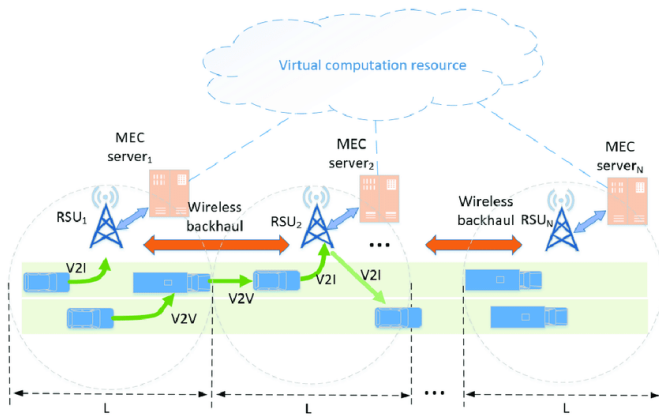 Virtual computation resource
MEC
server₁
MEC
server₂
MEC
serverN
RSU₁
Wireless
backhaul
RSU₂
...
Wireless
backhaul
RSUN
V2I
V2V
V2I
V2I
V2V
L
L
...
L